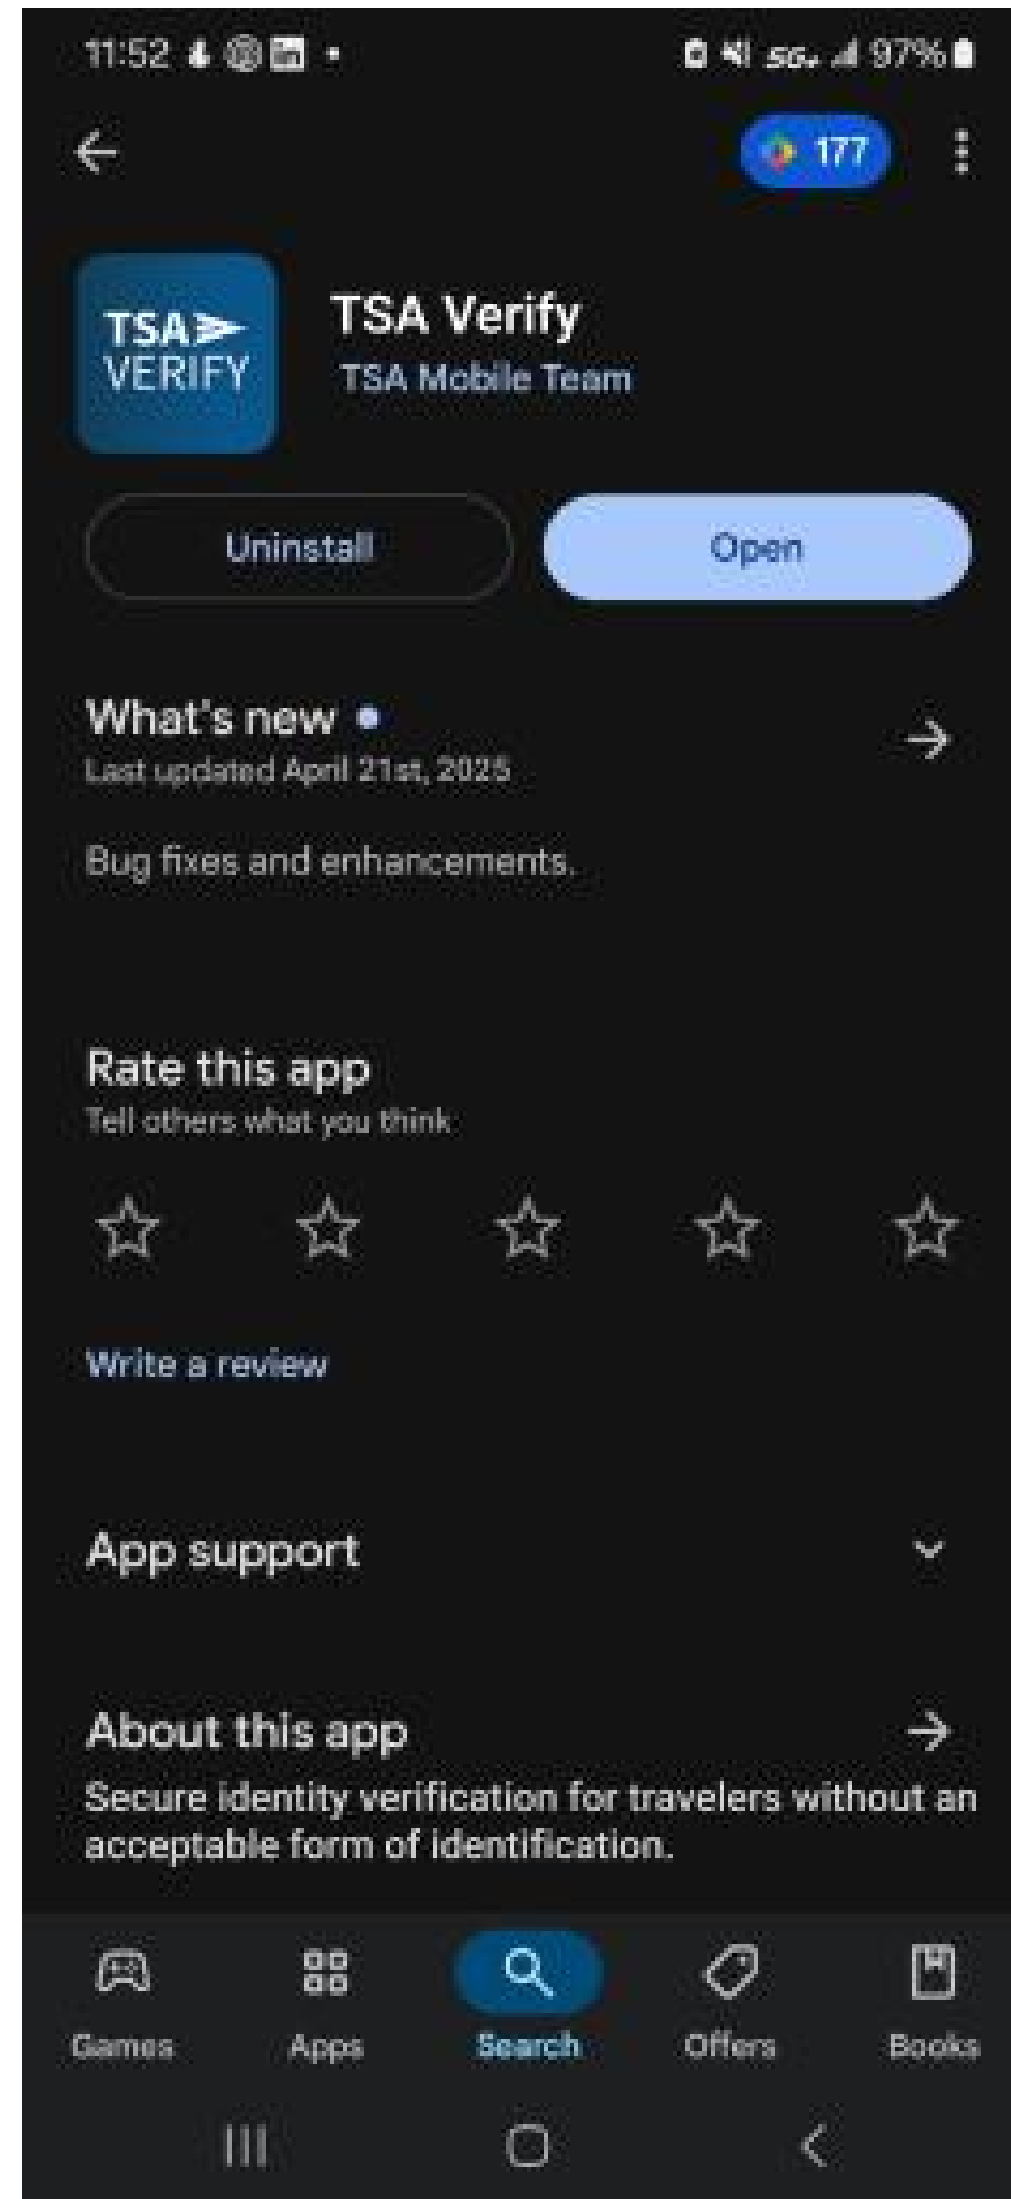 11:52
5G+ 97%
177
TSA
VERIFY
TSA Verify
TSA Mobile Team
Uninstall
Open
What's new
Last updated April 21st, 2025
Bug fixes and enhancements.
Rate this app
Tell others what you think
Write a review
App support
About this app
Secure identity verification for travelers without an
acceptable form of identification.
Games Apps Search Offers Books